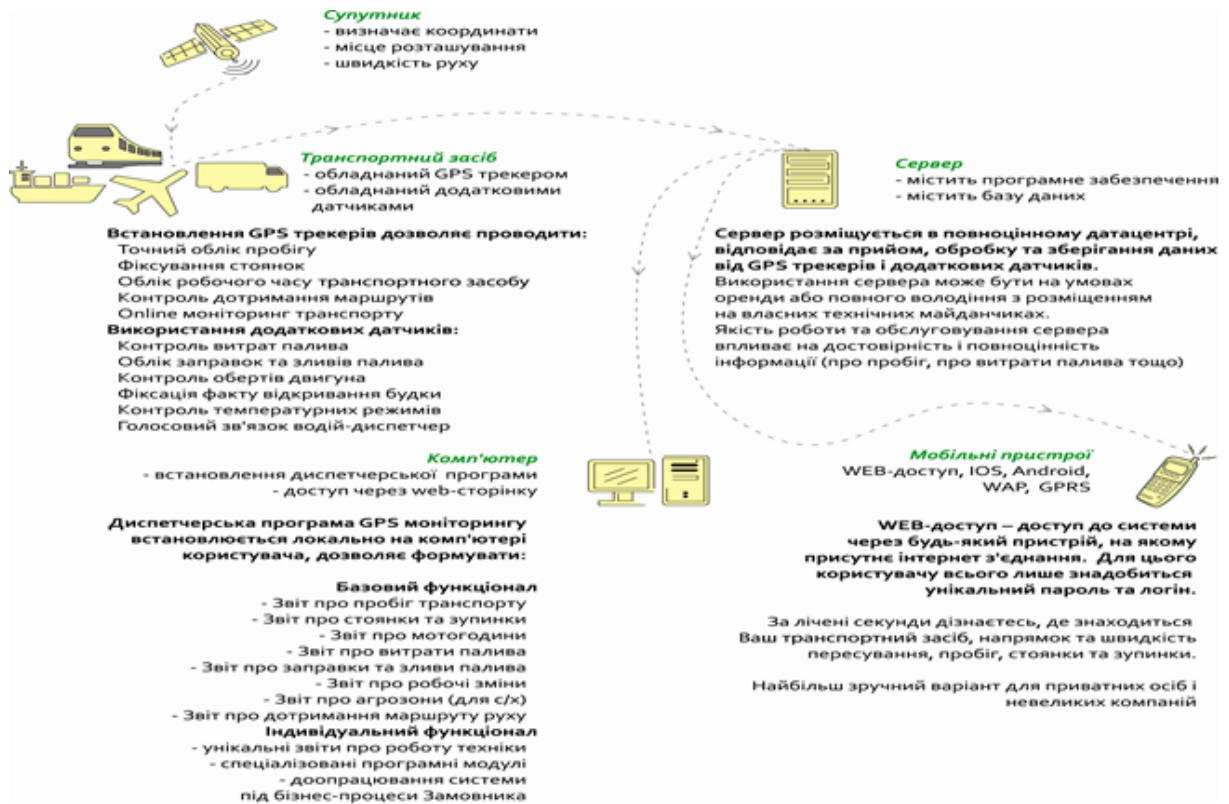 Супутник
- визначає координати
- місце розташування
- швидкість руху
Транспортний засіб
- обладнаний GPS трекером
- обладнаний додатковими
датчиками
Встановлення GPS трекерів дозволяє проводити:
Точний облік пробігу
Фіксування стоянок
Облік робочого часу транспортного засобу
Контроль дотримання маршрутів
Online моніторинг транспорту
Використання додаткових датчиків:
Контроль витрат палива
Облік заправок та зливів палива
Контроль обертів двигуна
Фіксація факту відкривання будки
Контроль температурних режимів
Голосовий зв'язок водій-диспетчер
Сервер
- містить програмне забезпечення
- містить базу даних
Сервер розміщується в повноцінному датацентрі,
відповідає за прийом, обробку та зберігання даних
від GPS трекерів і додаткових датчиків.
Використання сервера може бути на умовах
оренди або повного володіння з розміщенням
на власних технічних майданчиках.
Якість роботи та обслуговування сервера
впливає на достовірність і повноцінність
інформації (про пробіг, про витрати палива тощо)
Комп'ютер
- встановлення диспетчерської програми
- доступ через web-сторінку
Диспетчерська програма GPS моніторингу
встановлюється локально на комп'ютері
користувача, дозволяє формувати:
Базовий функціонал
- Звіт про пробіг транспорту
- Звіт про стоянки та зупинки
- Звіт про мотогодини
- Звіт про витрати палива
- Звіт про заправки та зливи палива
- Звіт про робочі зміни
- Звіт про агрозони (для с/х)
- Звіт про дотримання маршруту руху
Індивідуальний функціонал
- унікальні звіти про роботу техніки
- спеціалізовані програмні модулі
- доопрацювання системи
під бізнес-процеси Замовника
Мобільні пристрої
WEB-доступ, IOS, Android,
WAP, GPRS
WEB-доступ – доступ до системи
через будь-який пристрій, на якому
присутнє інтернет з'єднання. Для цього
користувачу всього лише знадобиться
унікальний пароль та логін.
За лічені секунди дізнаєтесь, де знаходиться
Ваш транспортний засіб, напрямок та швидкість
пересування, пробіг, стоянки та зупинки.
Найбільш зручний варіант для приватних осіб і
невеликих компаній